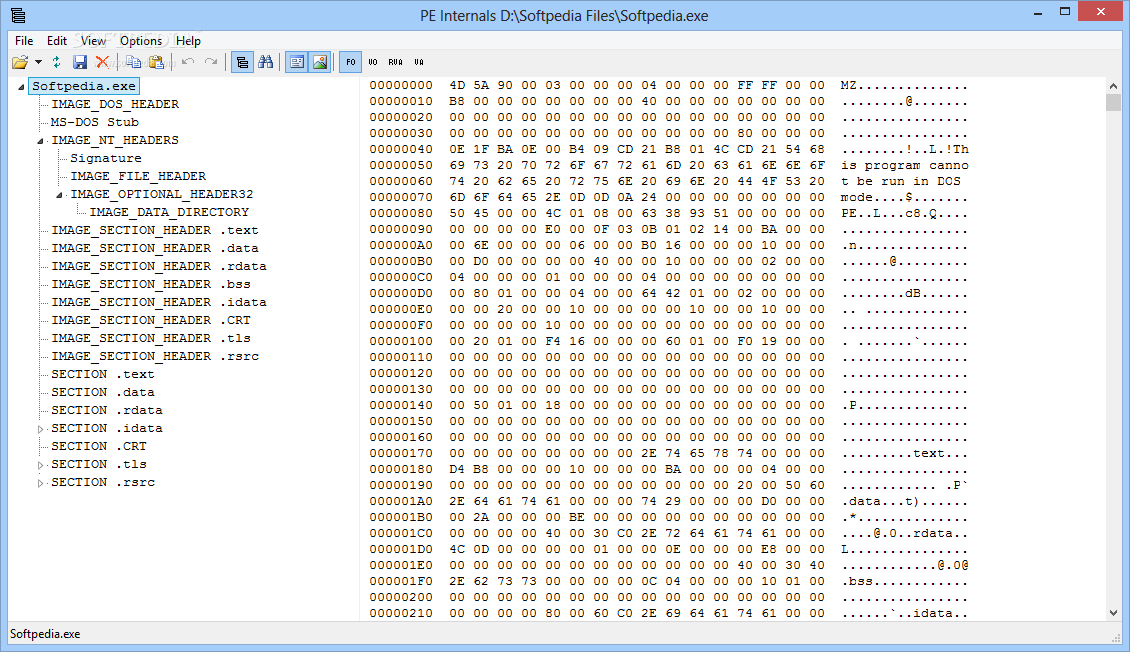 PE Internals D:\Softpedia Files\Softpedia.exe
File Edit View Options Help
FO VO RVA VA
Softpedia.exe
IMAGE_DOS_HEADER
MS-DOS Stub
IMAGE_NT_HEADERS
Signature
IMAGE_FILE_HEADER
IMAGE_OPTIONAL_HEADER32
IMAGE_DATA_DIRECTORY
IMAGE_SECTION_HEADER .text
IMAGE_SECTION_HEADER .data
IMAGE_SECTION_HEADER .rdata
IMAGE_SECTION_HEADER .bss
IMAGE_SECTION_HEADER .idata
IMAGE_SECTION_HEADER .CRT
IMAGE_SECTION_HEADER .tls
IMAGE_SECTION_HEADER .rsrc
SECTION .text
SECTION .data
SECTION .rdata
SECTION .idata
SECTION .CRT
SECTION .tls
SECTION .rsrc
00000000 4D 5A 90 00 03 00 00 00 04 00 00 00 FF FF 00 00 MZ..............
00000010 B8 00 00 00 00 00 00 00 40 00 00 00 00 00 00 00 ........@.......
00000020 00 00 00 00 00 00 00 00 00 00 00 00 00 00 00 00 ................
00000030 00 00 00 00 00 00 00 00 00 00 00 00 80 00 00 00 ................
00000040 0E 1F BA 0E 00 B4 09 CD 21 B8 01 4C CD 21 54 68 ........!..L.!Th
00000050 69 73 20 70 72 6F 67 72 61 6D 20 63 61 6E 6E 6F is program canno
00000060 74 20 62 65 20 72 75 6E 20 69 6E 20 44 4F 53 20 t be run in DOS
00000070 6D 6F 64 65 2E 0D 0D 0A 24 00 00 00 00 00 00 00 mode....$.......
00000080 50 45 00 00 4C 01 08 00 63 38 93 51 00 00 00 00 PE..L...c8.Q....
00000090 00 00 00 00 E0 00 0F 03 0B 01 02 14 00 BA 00 00 ................
000000A0 00 6E 00 00 00 06 00 00 B0 16 00 00 00 10 00 00 .n..............
000000B0 00 D0 00 00 00 00 40 00 00 10 00 00 00 02 00 00 ......@.........
000000C0 04 00 00 00 01 00 00 00 04 00 00 00 00 00 00 00 ................
000000D0 00 80 01 00 00 04 00 00 64 42 01 00 02 00 00 00 ........dB......
000000E0 00 00 20 00 00 10 00 00 00 00 10 00 00 10 00 00 .. .............
000000F0 00 00 00 00 10 00 00 00 00 00 00 00 00 00 00 00 ................
00000100 00 20 01 00 F4 16 00 00 00 60 01 00 F0 19 00 00 . .......`......
00000110 00 00 00 00 00 00 00 00 00 00 00 00 00 00 00 00 ................
00000120 00 00 00 00 00 00 00 00 00 00 00 00 00 00 00 00 ................
00000130 00 00 00 00 00 00 00 00 00 00 00 00 00 00 00 00 ................
00000140 00 50 01 00 18 00 00 00 00 00 00 00 00 00 00 00 .P..............
00000150 00 00 00 00 00 00 00 00 00 00 00 00 00 00 00 00 ................
00000160 00 00 00 00 00 00 00 00 00 00 00 00 00 00 00 00 ................
00000170 00 00 00 00 00 00 00 00 2E 74 65 78 74 00 00 00 .........text...
00000180 D4 B8 00 00 00 10 00 00 00 BA 00 00 00 04 00 00 ................
00000190 00 00 00 00 00 00 00 00 00 00 00 00 20 00 50 60 ............ .P`
000001A0 2E 64 61 74 61 00 00 00 74 29 00 00 00 D0 00 00 .data...t)......
000001B0 00 2A 00 00 00 BE 00 00 00 00 00 00 00 00 00 00 .*..............
000001C0 00 00 00 00 40 00 30 C0 2E 72 64 61 74 61 00 00 ....@.0..rdata..
000001D0 4C 0D 00 00 00 00 01 00 00 0E 00 00 00 E8 00 00 L...............
000001E0 00 00 00 00 00 00 00 00 00 00 00 00 40 00 30 40 ............@.0@
000001F0 2E 62 73 73 00 00 00 00 0C 04 00 00 00 10 01 00 .bss............
00000200 00 00 00 00 00 00 00 00 00 00 00 00 00 00 00 00 ................
00000210 00 00 00 00 80 00 60 C0 2E 69 64 61 74 61 00 00 ......`..idata..
Softpedia.exe